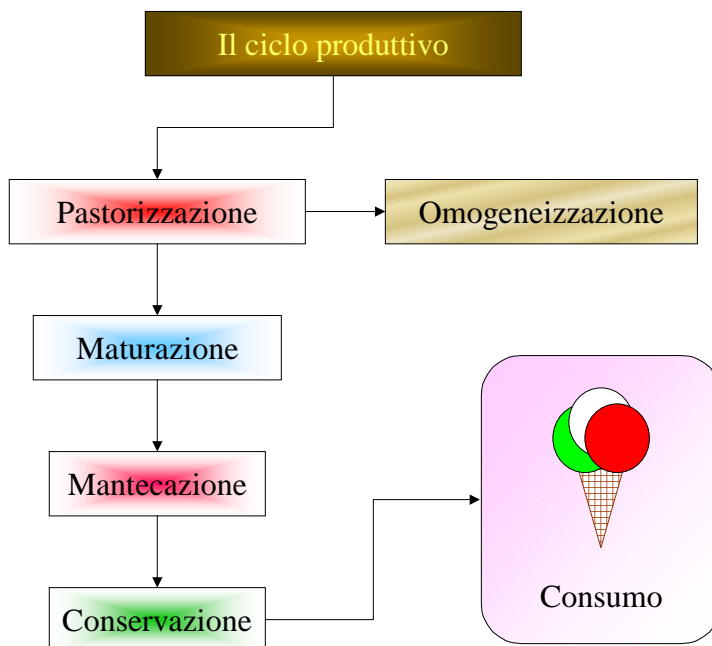 Il ciclo produttivo
Pastorizzazione
Omogeneizzazione
Maturazione
Mantecazione
Conservazione
Consumo